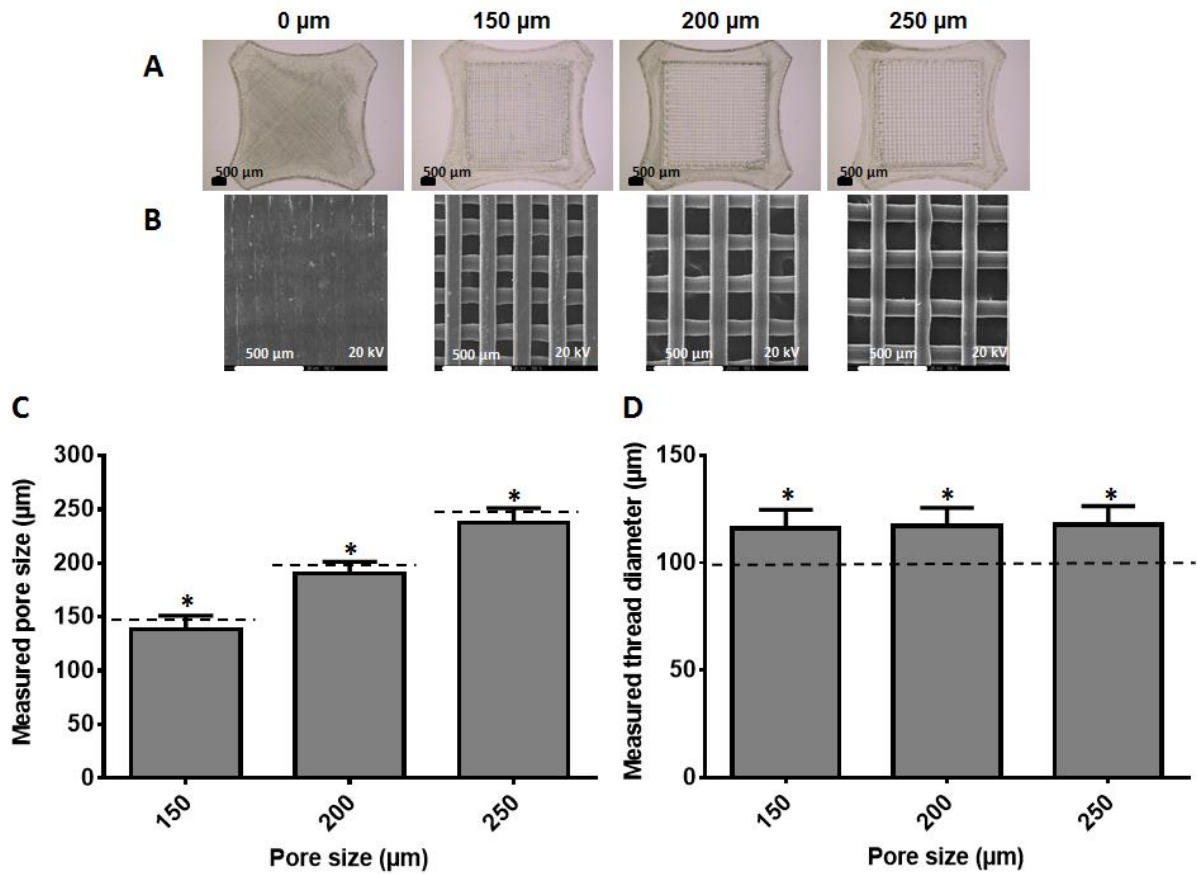 0 µm 150 µm 200 µm 250 µm
A
500 µm 500 µm 500 µm 500 µm
B
500 µm 20 kV 500 µm 20 kV 500 µm 20 kV 500 µm 20 kV
C
Measured pore size (µm)
300
250
200
150
100
50
0
* * *
150 200 250
Pore size (µm)
D
Measured thread diameter (µm)
150
100
50
0
* * *
150 200 250
Pore size (µm)